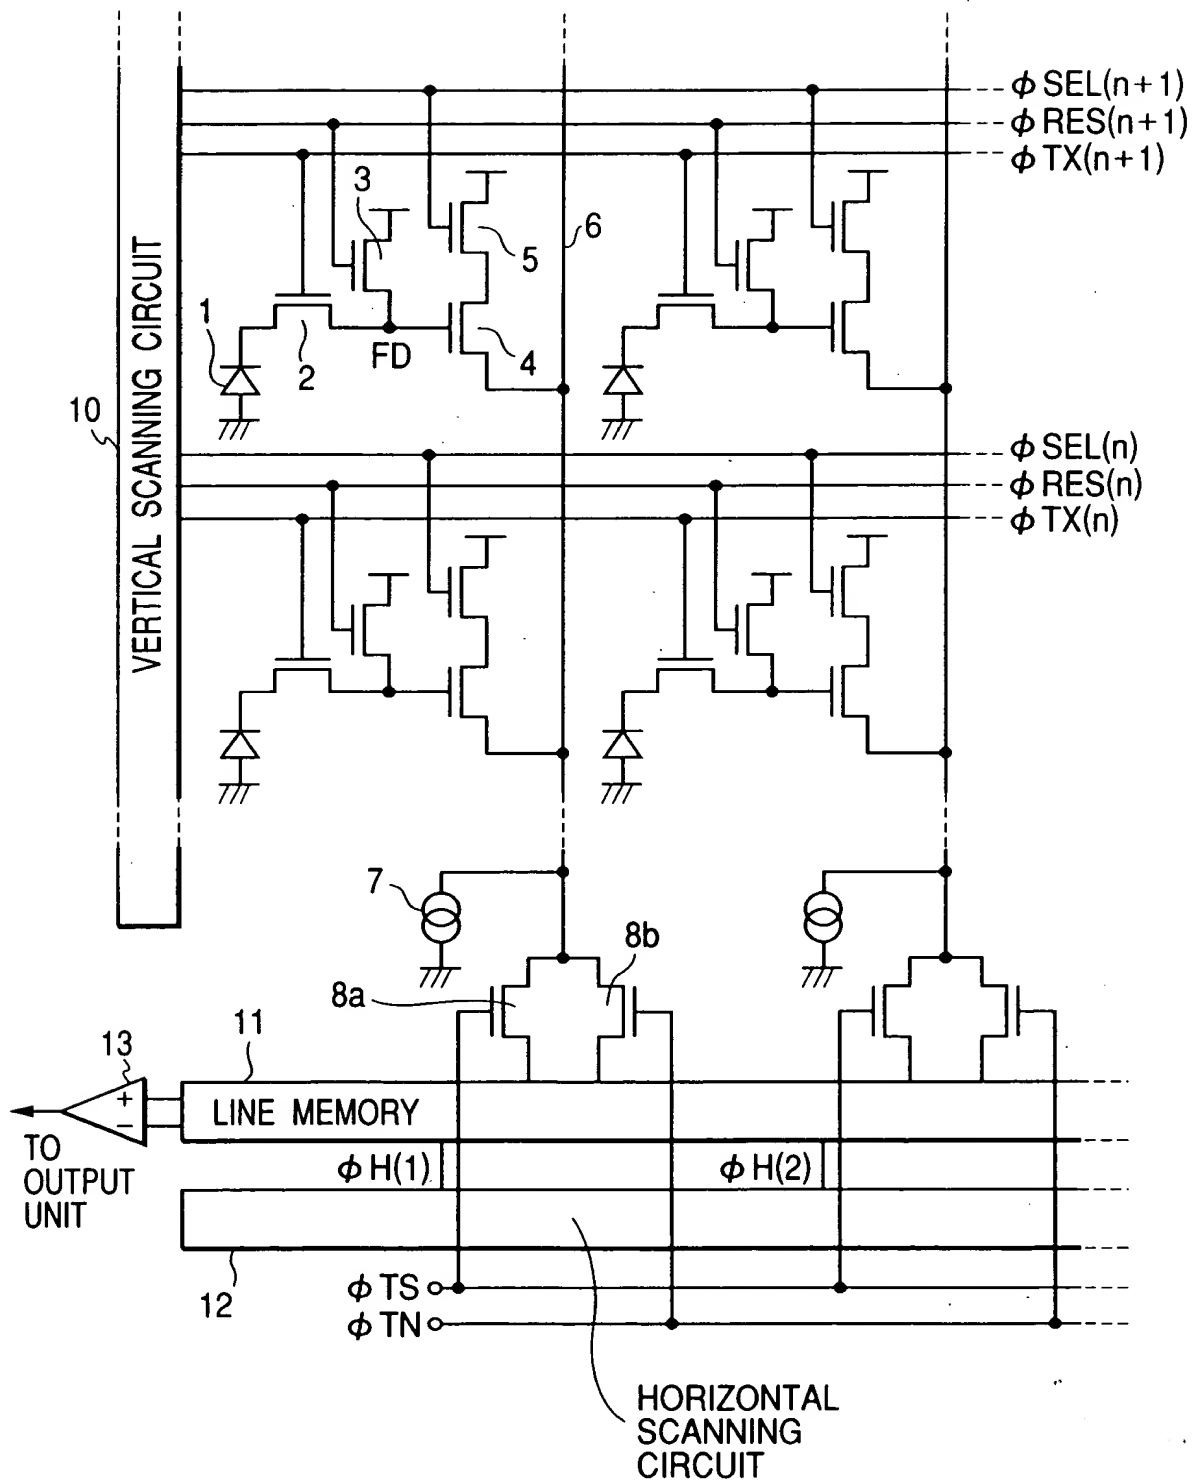 φSEL(n+1)
φRES(n+1)
φTX(n+1)
3
5
6
1
2
FD
4
10
VERTICAL SCANNING CIRCUIT
φSEL(n)
φRES(n)
φTX(n)
7
8a
8b
11
13
+
−
LINE MEMORY
TO
OUTPUT
UNIT
φH(1)
φH(2)
12
φTS
φTN
HORIZONTAL
SCANNING
CIRCUIT